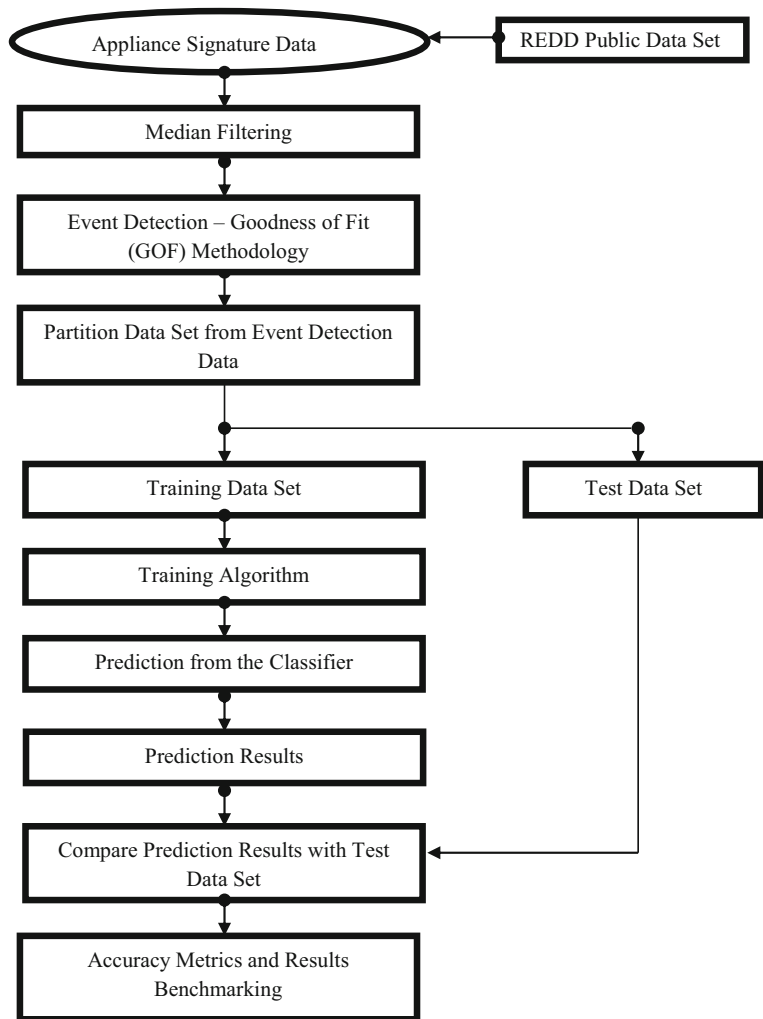 Appliance Signature Data
REDD Public Data Set
Median Filtering
Event Detection – Goodness of Fit
(GOF) Methodology
Partition Data Set from Event Detection
Data
Training Data Set
Test Data Set
Training Algorithm
Prediction from the Classifier
Prediction Results
Compare Prediction Results with Test
Data Set
Accuracy Metrics and Results
Benchmarking